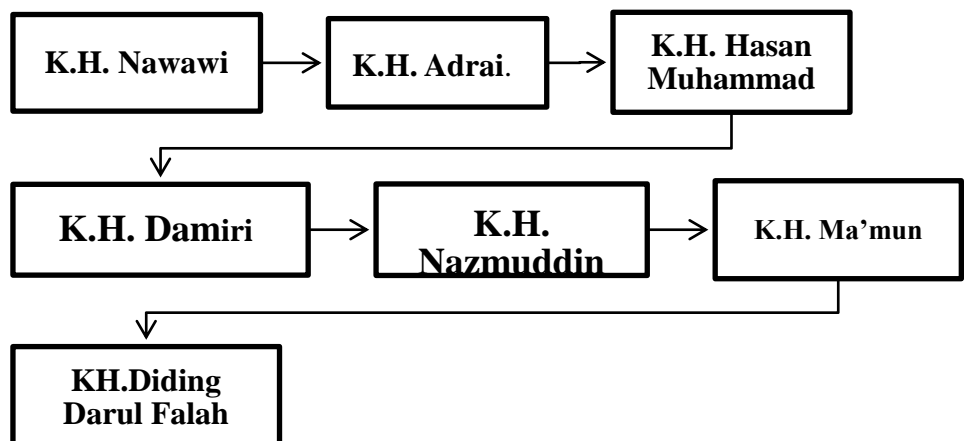 K.H. Nawawi
K.H. Adrai.
K.H. Hasan
Muhammad
K.H. Damiri
K.H.
Nazmuddin
K.H. Ma’mun
KH.Diding
Darul Falah